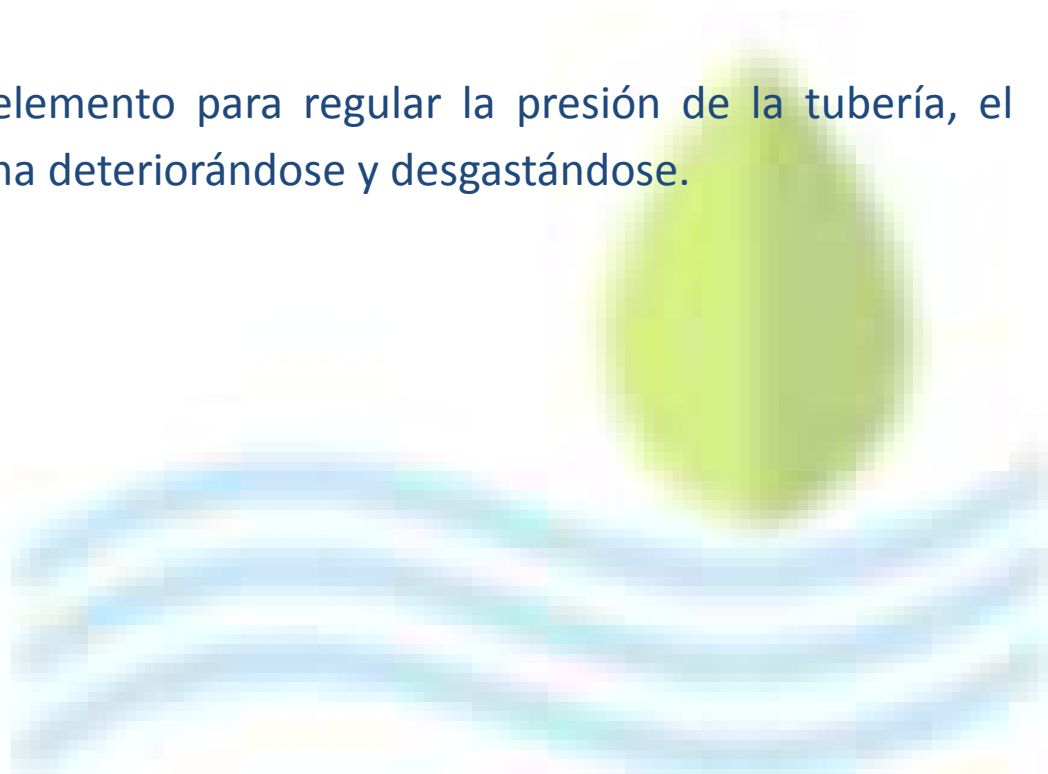 elemento para regular la presión de la tubería, el
na deteriorándose y desgastándose.